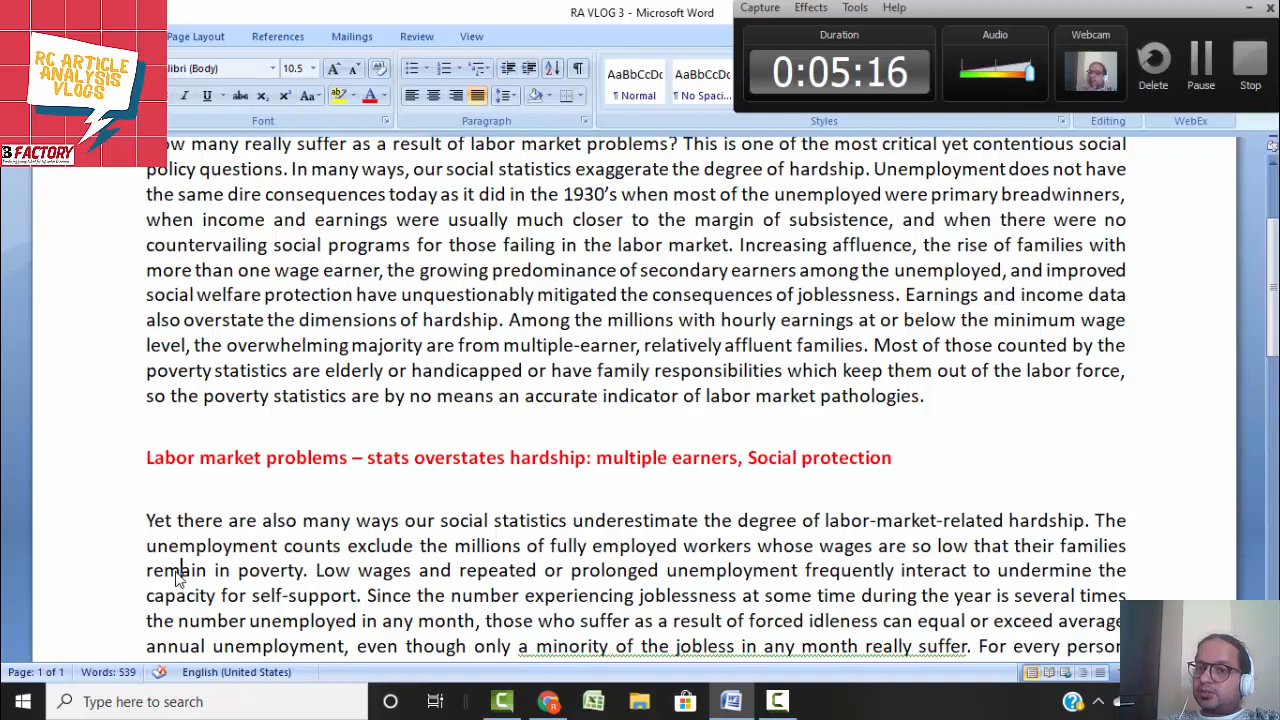 RA VLOG 3 - Microsoft Word
Capture Effects Tools Help
Page Layout References Mailings Review View
Duration
0:05:16
Audio
Webcam
Delete Pause Stop
RC ARTICLE
ANALYSIS
VLOGS
FACTORY
libri (Body) 10.5
AaBbCcDc AaBbCcDc
¶ Normal ¶ No Spaci...
Font Paragraph Styles Editing WebEx
How many really suffer as a result of labor market problems? This is one of the most critical yet contentious social
policy questions. In many ways, our social statistics exaggerate the degree of hardship. Unemployment does not have
the same dire consequences today as it did in the 1930's when most of the unemployed were primary breadwinners,
when income and earnings were usually much closer to the margin of subsistence, and when there were no
countervailing social programs for those failing in the labor market. Increasing affluence, the rise of families with
more than one wage earner, the growing predominance of secondary earners among the unemployed, and improved
social welfare protection have unquestionably mitigated the consequences of joblessness. Earnings and income data
also overstate the dimensions of hardship. Among the millions with hourly earnings at or below the minimum wage
level, the overwhelming majority are from multiple-earner, relatively affluent families. Most of those counted by the
poverty statistics are elderly or handicapped or have family responsibilities which keep them out of the labor force,
so the poverty statistics are by no means an accurate indicator of labor market pathologies.
Labor market problems – stats overstates hardship: multiple earners, Social protection
Yet there are also many ways our social statistics underestimate the degree of labor-market-related hardship. The
unemployment counts exclude the millions of fully employed workers whose wages are so low that their families
remain in poverty. Low wages and repeated or prolonged unemployment frequently interact to undermine the
capacity for self-support. Since the number experiencing joblessness at some time during the year is several times
the number unemployed in any month, those who suffer as a result of forced idleness can equal or exceed average
annual unemployment, even though only a minority of the jobless in any month really suffer. For every person
Page: 1 of 1 Words: 539 English (United States)
Type here to search